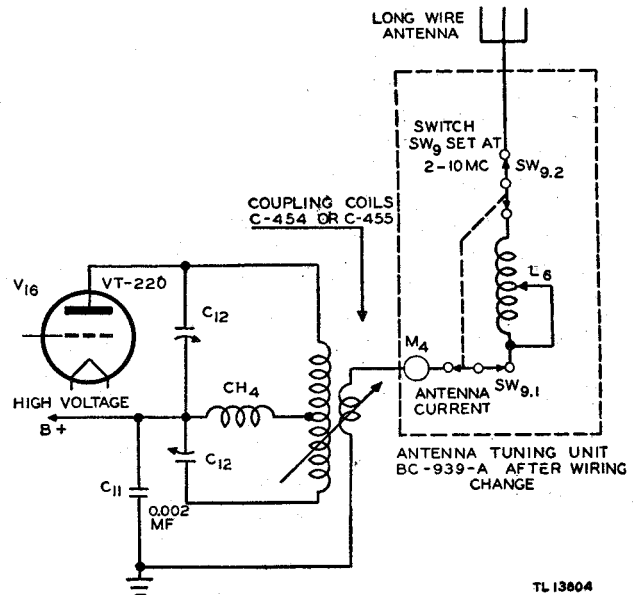 LONG WIRE
ANTENNA
SWITCH
SW9 SET AT
2-10 MC
SW9.2
COUPLING COILS
C-454 OR C-455
V16
VT-220
C12
L6
M4
CH4
HIGH VOLTAGE
B+
ANTENNA
CURRENT
SW9.1
C12
C11
0.002
MF
ANTENNA TUNING UNIT
BC-939-A AFTER WIRING
CHANGE
TL 13804